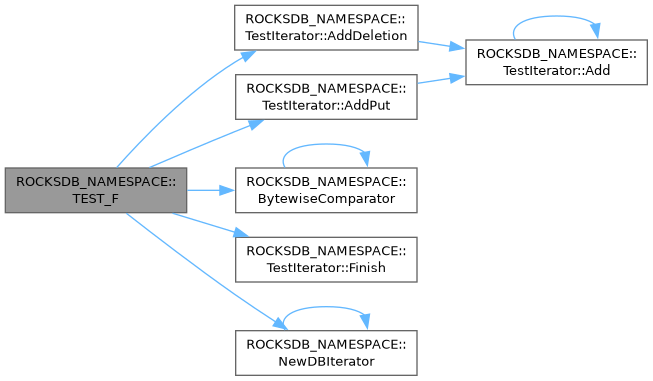 ROCKSDB_NAMESPACE::
TestIterator::AddDeletion
ROCKSDB_NAMESPACE::
TestIterator::Add
ROCKSDB_NAMESPACE::
TestIterator::AddPut
ROCKSDB_NAMESPACE::
TEST_F
ROCKSDB_NAMESPACE::
BytewiseComparator
ROCKSDB_NAMESPACE::
TestIterator::Finish
ROCKSDB_NAMESPACE::
NewDBIterator